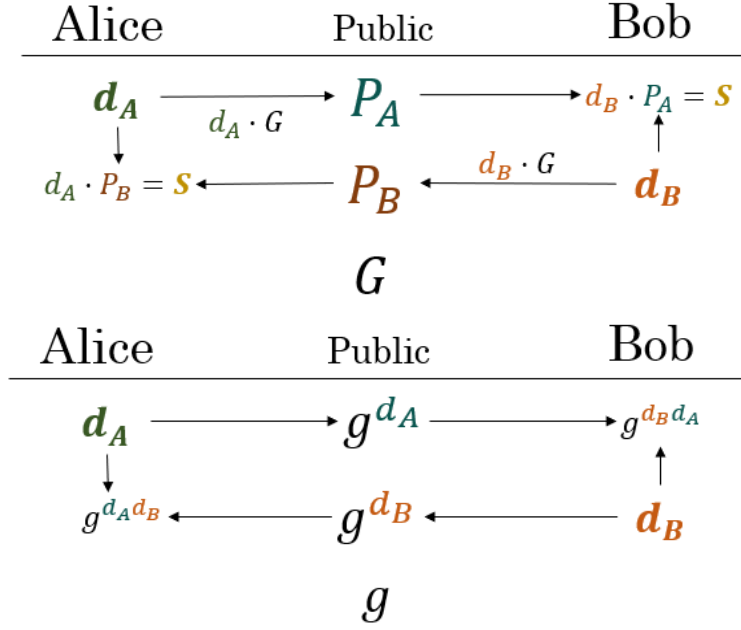 Alice Public Bob
d_A P_A d_B · P_A = S
d_A · G
d_B · G
d_A · P_B = S P_B d_B
G
Alice Public Bob
d_A g^{d_A} g^{d_B d_A}
g^{d_A d_B} g^{d_B} d_B
g